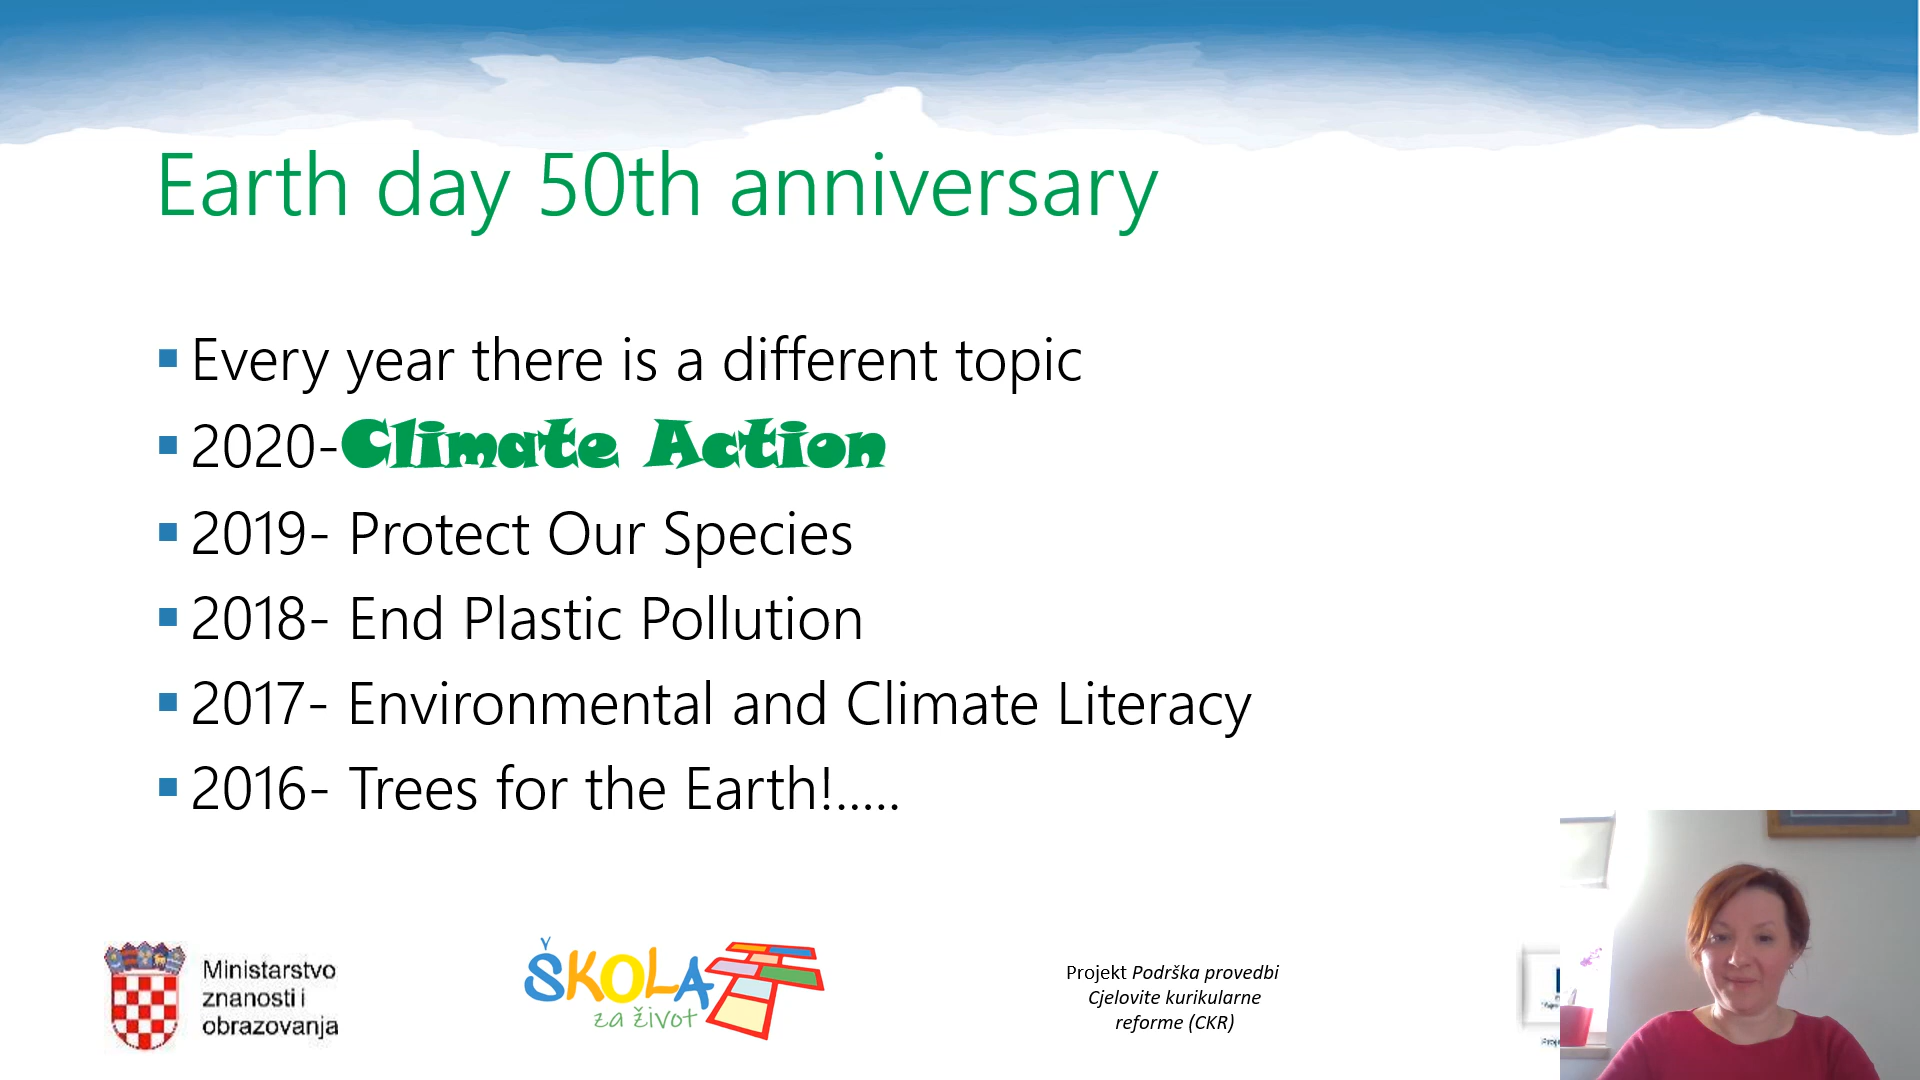 Earth day 50th anniversary
Every year there is a different topic
2020-Climate Action
2019- Protect Our Species
2018- End Plastic Pollution
2017- Environmental and Climate Literacy
2016- Trees for the Earth!.....
Ministarstvo
znanosti i
obrazovanja
ŠKOLA
za život
Projekt Podrška provedbi
Cjelovite kurikularne
reforme (CKR)